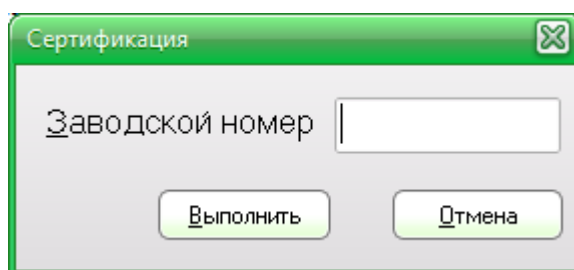 Сертификация
Заводской номер
Выполнить Отмена